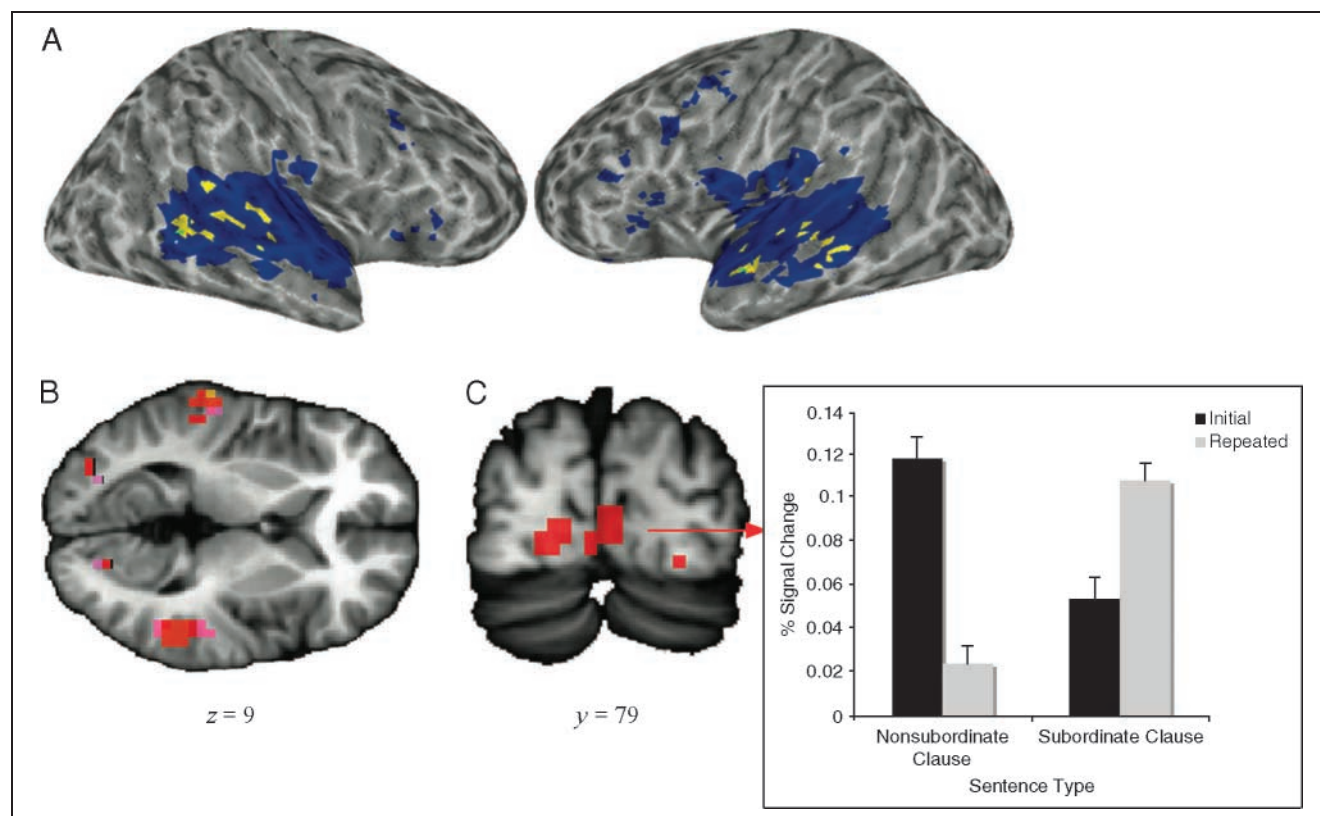 A
B
C
z = 9
y = 79
Initial
Repeated
0.14
0.12
0.1
0.08
0.06
0.04
0.02
0
% Signal Change
Nonsubordinate
Clause
Subordinate Clause
Sentence Type